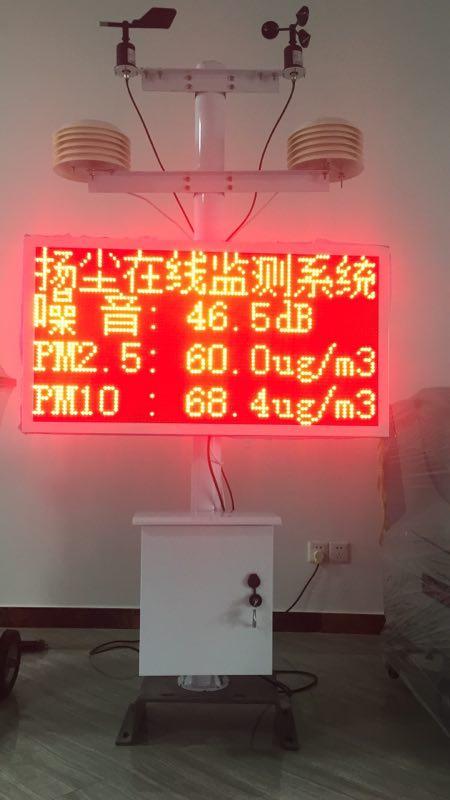 扬尘在线监测系统
噪 音: 46.5dB
PM2.5: 60.0ug/m3
PM10 : 68.4ug/m3